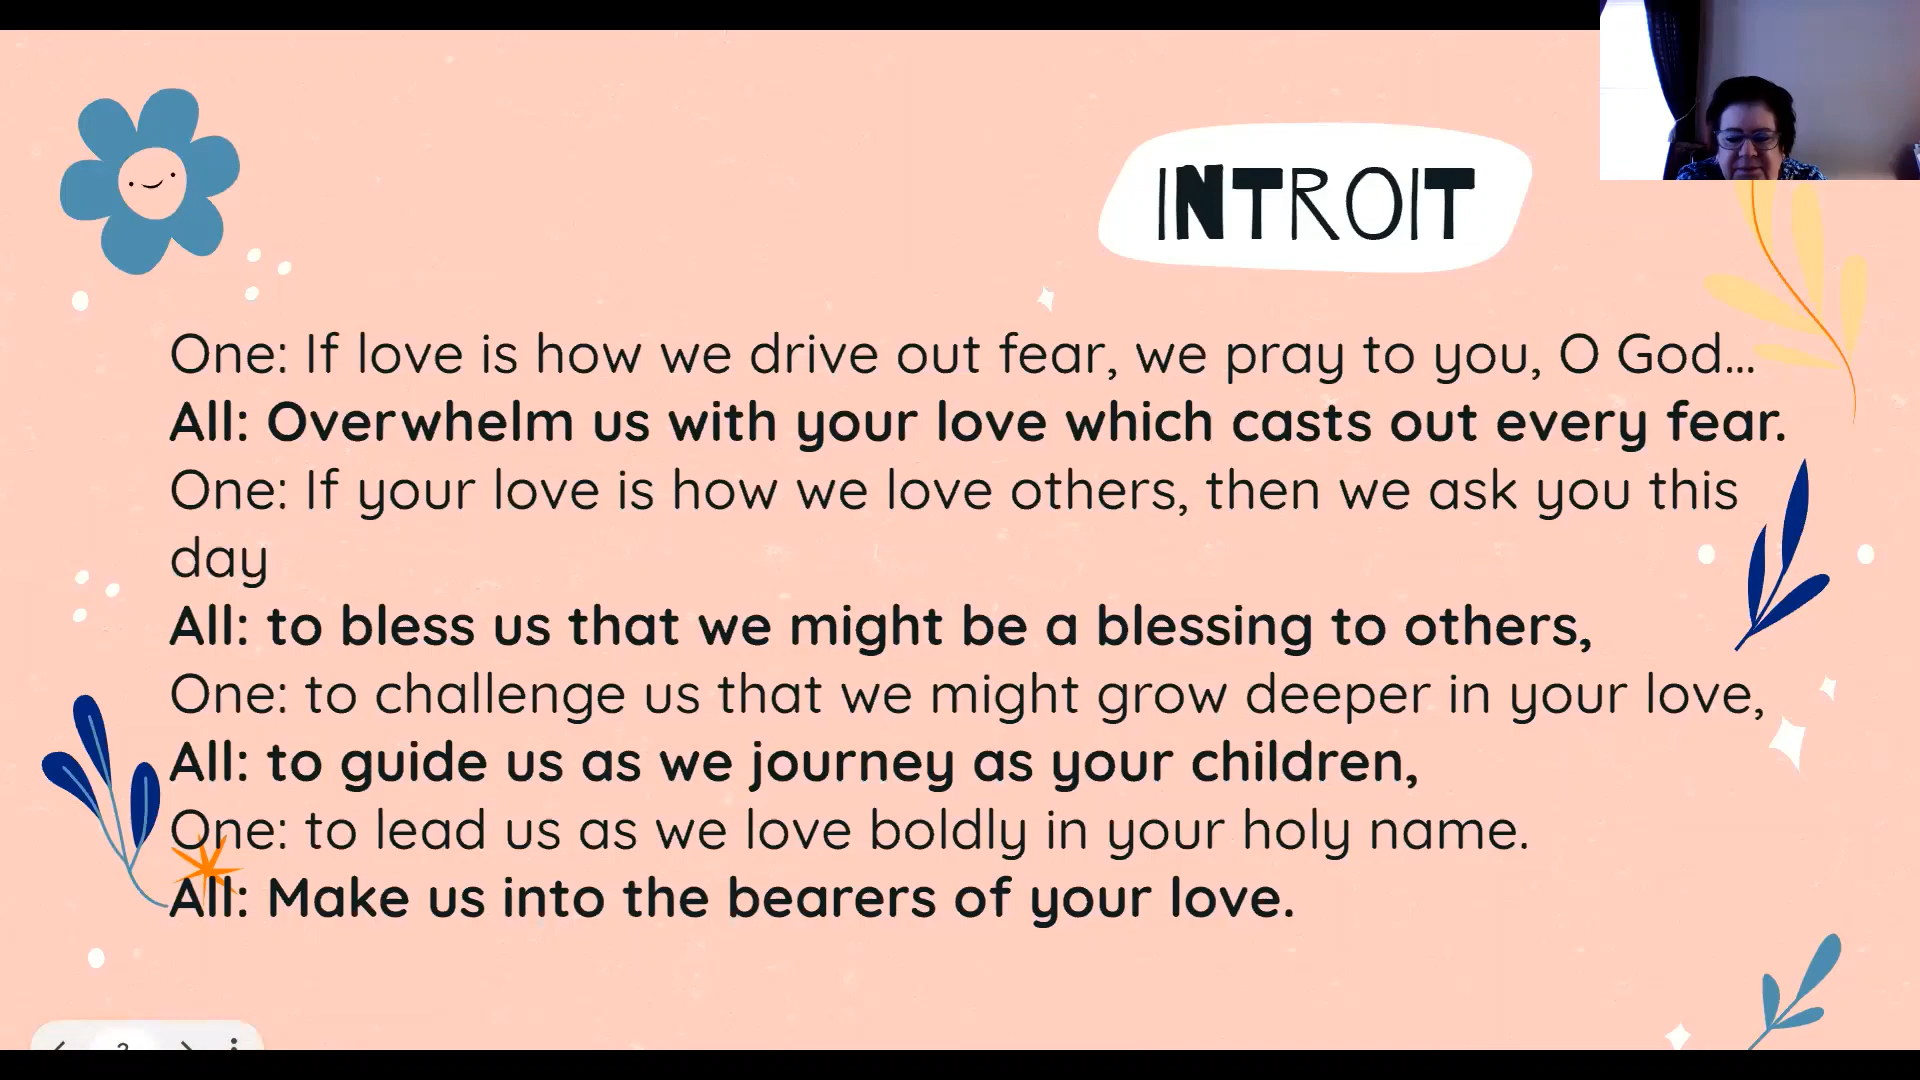 INTROIT
One: If love is how we drive out fear, we pray to you, O God...
All: Overwhelm us with your love which casts out every fear.
One: If your love is how we love others, then we ask you this
day
All: to bless us that we might be a blessing to others,
One: to challenge us that we might grow deeper in your love,
All: to guide us as we journey as your children,
One: to lead us as we love boldly in your holy name.
All: Make us into the bearers of your love.